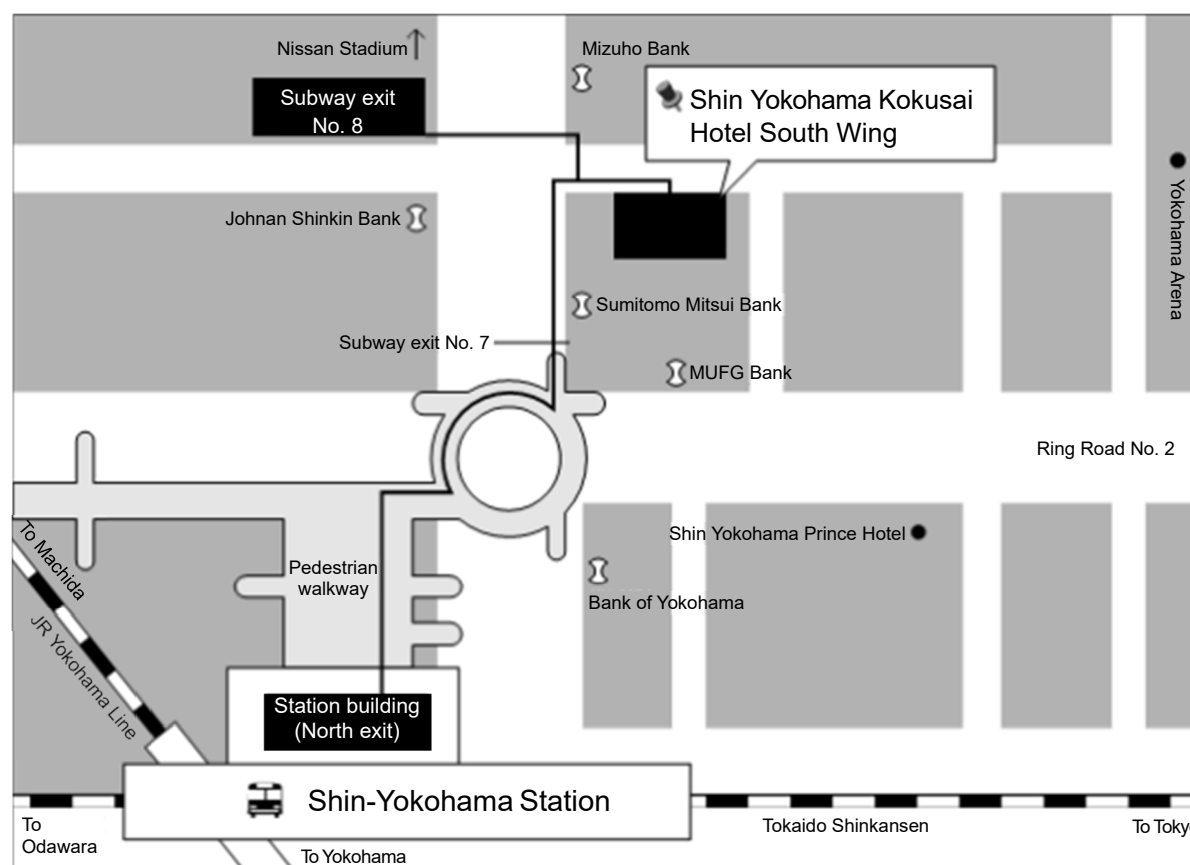 Nissan Stadium
Mizuho Bank
Subway exit
No. 8
Shin Yokohama Kokusai
Hotel South Wing
Yokohama Arena
Johnan Shinkin Bank
Sumitomo Mitsui Bank
Subway exit No. 7
MUFG Bank
Ring Road No. 2
To Machida
JR Yokohama Line
Pedestrian
walkway
Shin Yokohama Prince Hotel
Bank of Yokohama
Station building
(North exit)
Shin-Yokohama Station
To
Odawara
Tokaido Shinkansen
To Toky
To Yokohama